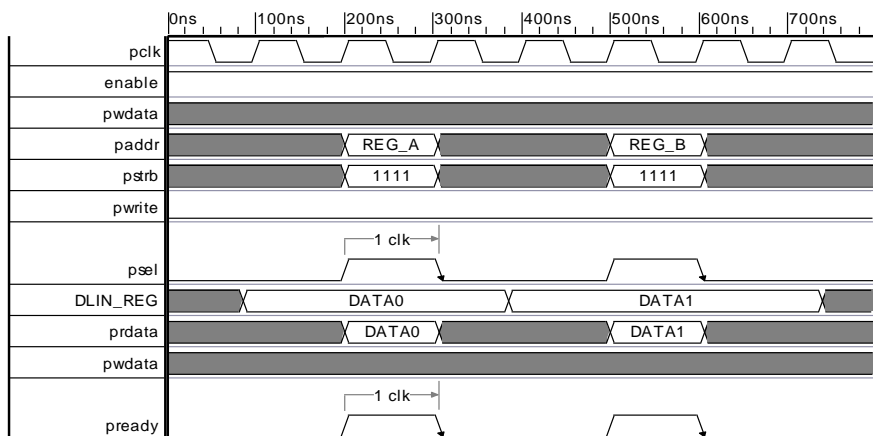 0ns 100ns 200ns 300ns 400ns 500ns 600ns 700ns
pclk
enable
pwdata
paddr REG_A REG_B
pstrb 1111 1111
pwrite
1 clk
psel
DLIN_REG DATA0 DATA1
prdata DATA0 DATA1
pwdata
1 clk
pready